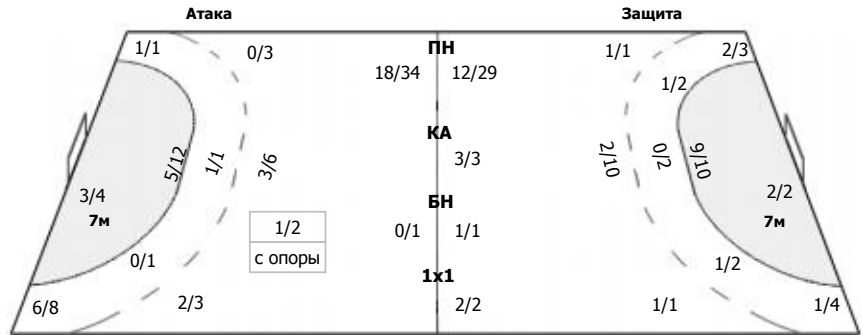 Атака
Защита
1/1
0/3
ПН
1/1
2/3
18/34
12/29
1/2
КА
5/12
1/1
3/6
3/3
2/10
0/2
9/10
3/4
7м
БН
2/2
7м
1/2
с опоры
0/1
1/1
0/1
1х1
1/2
6/8
2/3
2/2
1/1
1/4